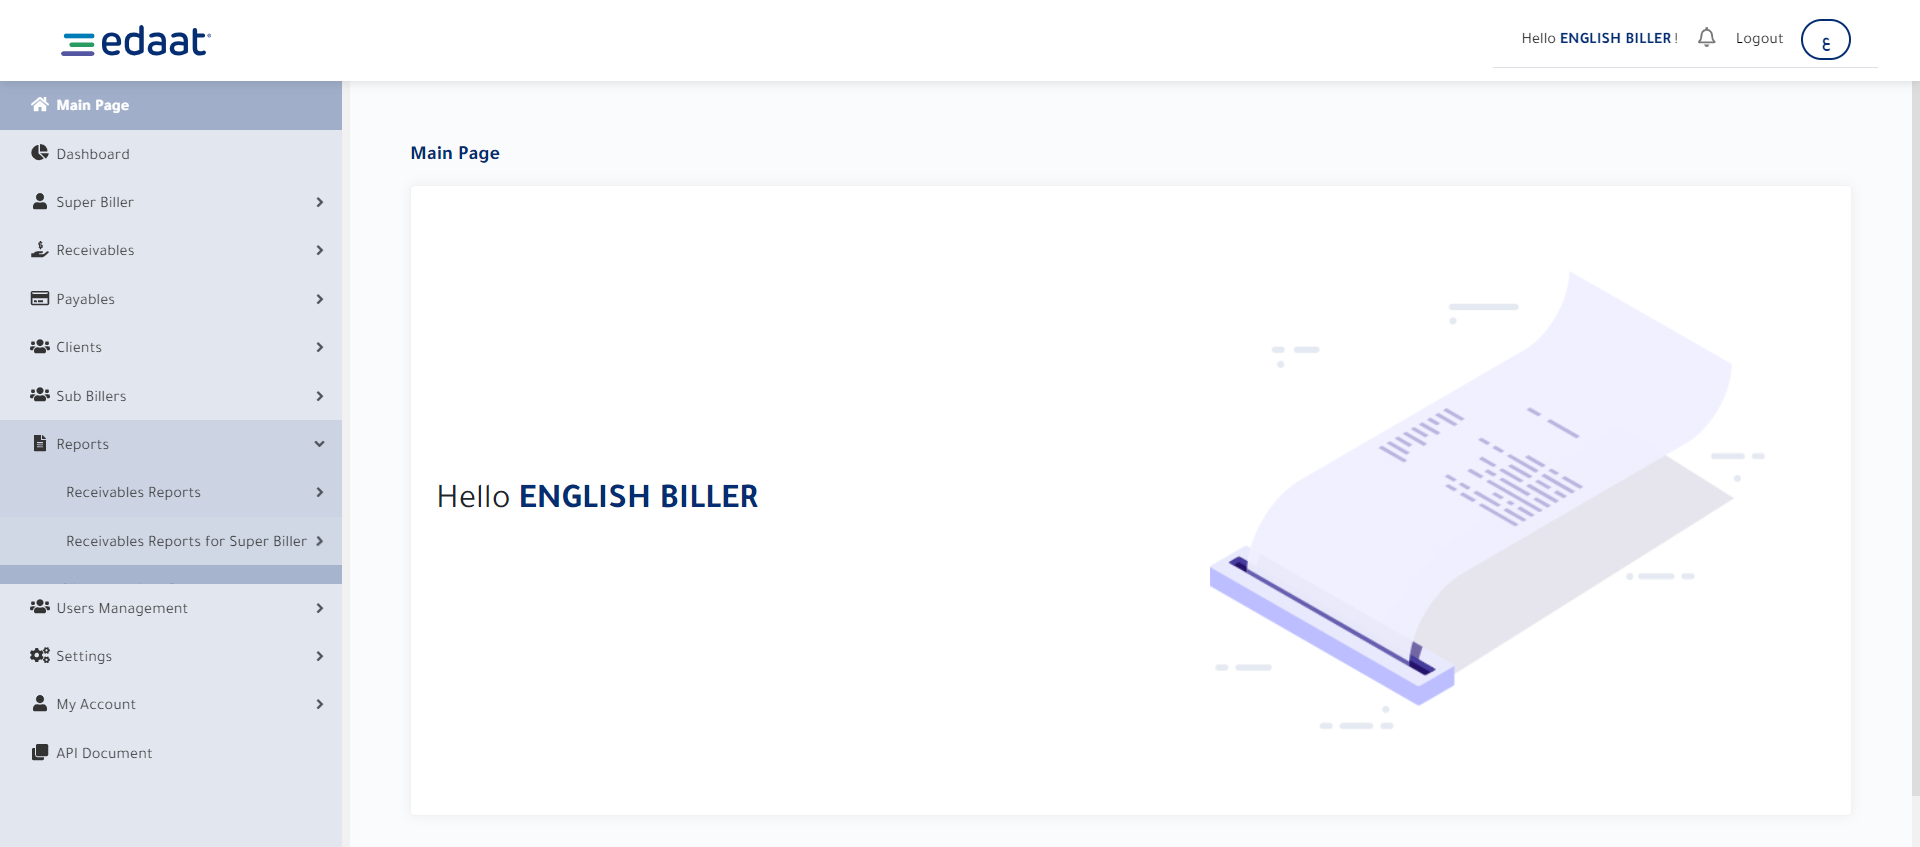 edaat
Hello ENGLISH BILLER !
Logout
ع
Main Page
Dashboard
Super Biller
Receivables
Payables
Clients
Sub Billers
Reports
Receivables Reports
Receivables Reports for Super Biller
Users Management
Settings
My Account
API Document
Main Page
Hello ENGLISH BILLER